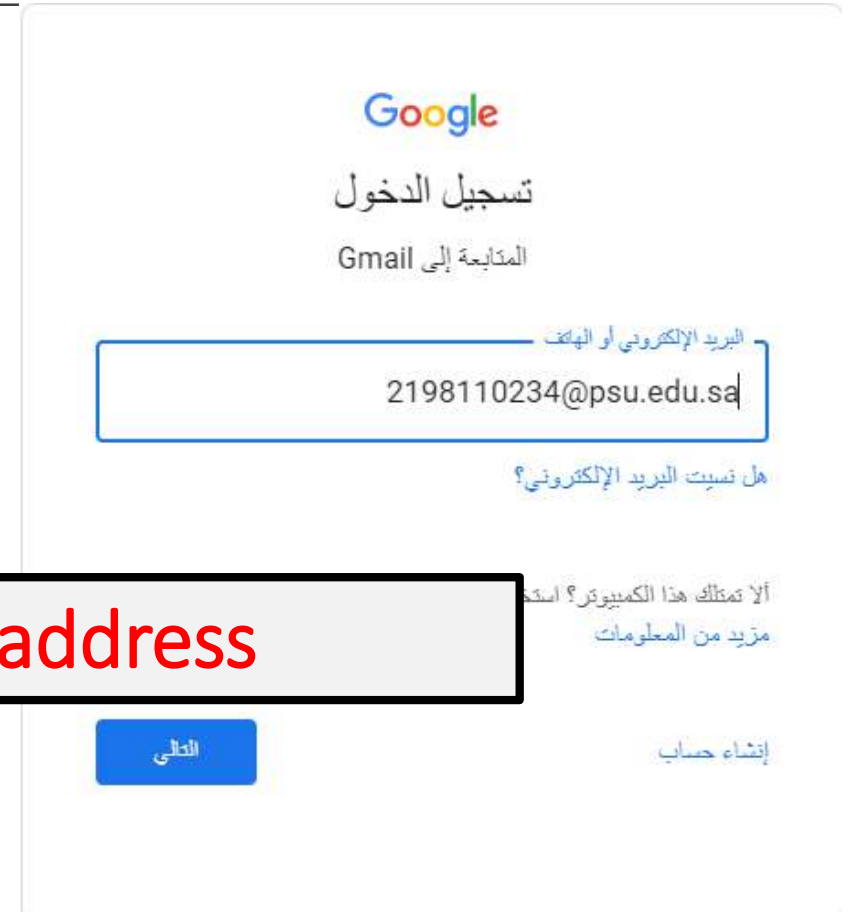 Google
تسجيل الدخول
المتابعة إلى Gmail
البريد الإلكتروني أو الهاتف
2198110234@psu.edu.sa
هل نسيت البريد الإلكتروني؟
ألا تمتلك هذا الكمبيوتر؟
مزيد من المعلومات
address
إنشاء حساب
التالي